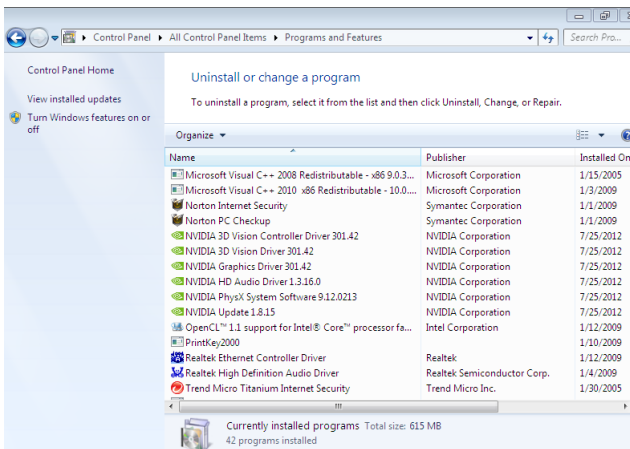 Control Panel ▸ All Control Panel Items ▸ Programs and Features
Search Pro...
Control Panel Home
View installed updates
Turn Windows features on or
off
Uninstall or change a program
To uninstall a program, select it from the list and then click Uninstall, Change, or Repair.
Organize
Name Publisher Installed On
Microsoft Visual C++ 2008 Redistributable - x86 9.0.3... Microsoft Corporation 1/15/2005
Microsoft Visual C++ 2010 x86 Redistributable - 10.0.... Microsoft Corporation 1/3/2009
Norton Internet Security Symantec Corporation 1/1/2009
Norton PC Checkup Symantec Corporation 1/1/2009
NVIDIA 3D Vision Controller Driver 301.42 NVIDIA Corporation 7/25/2012
NVIDIA 3D Vision Driver 301.42 NVIDIA Corporation 7/25/2012
NVIDIA Graphics Driver 301.42 NVIDIA Corporation 7/25/2012
NVIDIA HD Audio Driver 1.3.16.0 NVIDIA Corporation 7/25/2012
NVIDIA PhysX System Software 9.12.0213 NVIDIA Corporation 7/25/2012
NVIDIA Update 1.8.15 NVIDIA Corporation 7/25/2012
OpenCL™ 1.1 support for Intel® Core™ processor fa... Intel Corporation 1/12/2009
PrintKey2000 1/10/2009
Realtek Ethernet Controller Driver Realtek 1/12/2009
Realtek High Definition Audio Driver Realtek Semiconductor Corp. 1/4/2009
Trend Micro Titanium Internet Security Trend Micro Inc. 1/30/2005
Currently installed programs Total size: 615 MB
42 programs installed